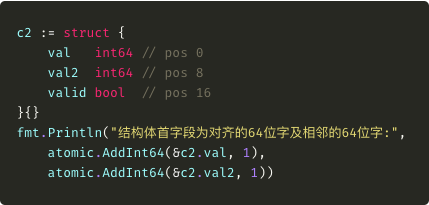 c2 := struct {
    val   int64 // pos 0
    val2  int64 // pos 8
    valid bool  // pos 16
}{}
fmt.Println("结构体首字段为对齐的64位字及相邻的64位字:",
    atomic.AddInt64(&c2.val, 1),
    atomic.AddInt64(&c2.val2, 1))